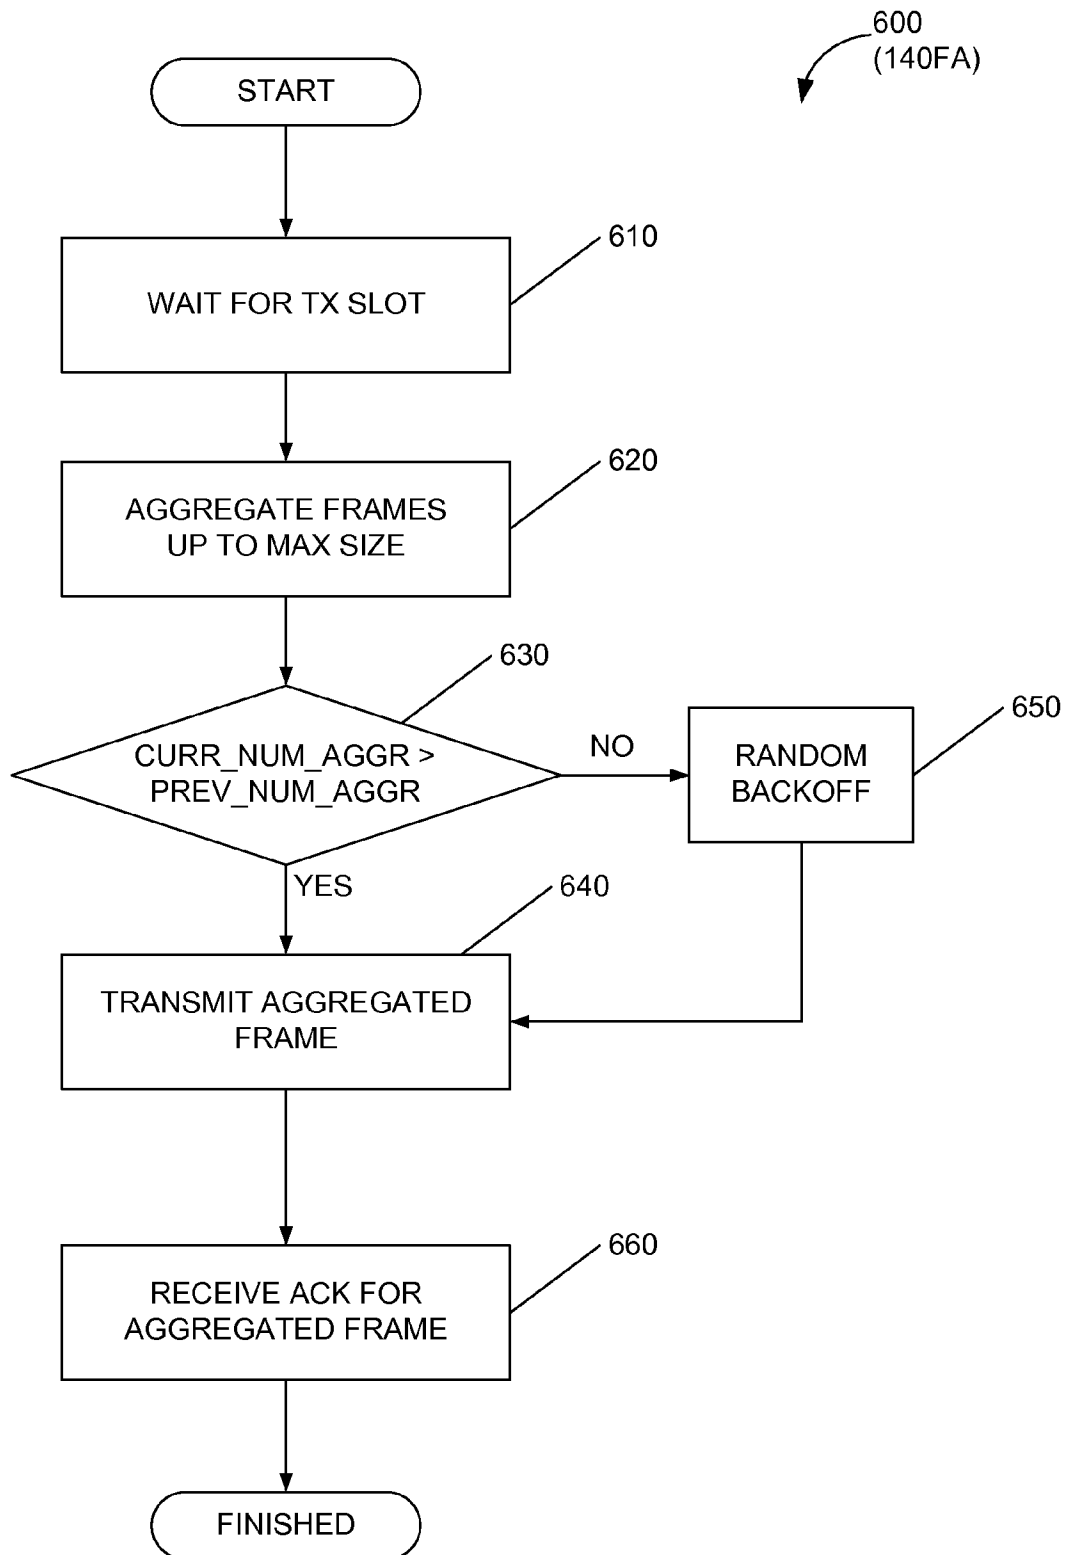 600
(140FA)
START
610
WAIT FOR TX SLOT
620
AGGREGATE FRAMES
UP TO MAX SIZE
630
CURR_NUM_AGGR >
PREV_NUM_AGGR
NO
650
RANDOM
BACKOFF
YES
640
TRANSMIT AGGREGATED
FRAME
660
RECEIVE ACK FOR
AGGREGATED FRAME
FINISHED